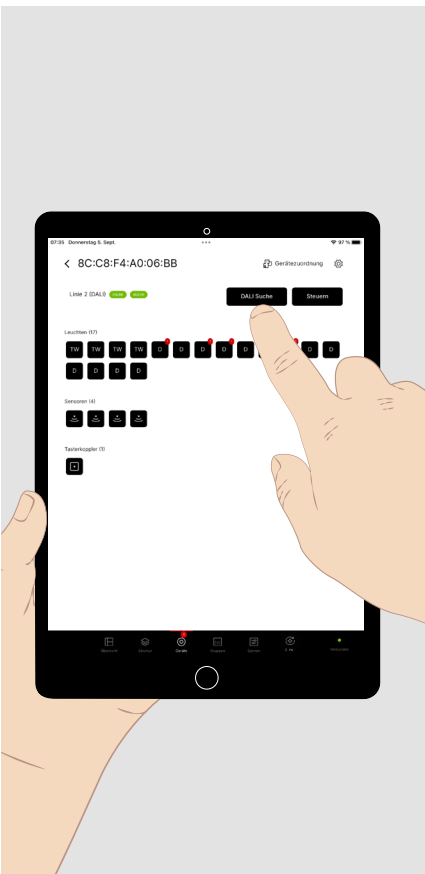 07:35 Donnerstag 5. Sept.
97 %
8C:C8:F4:A0:06:BB
Gerätezuordnung
Linie 2 (DALI)
DALI Suche
Steuern
Leuchten (17)
TW TW TW TW D D D D D D D
D D D D
Sensoren (4)
Tasterkoppler (1)
Geräte
Gruppen